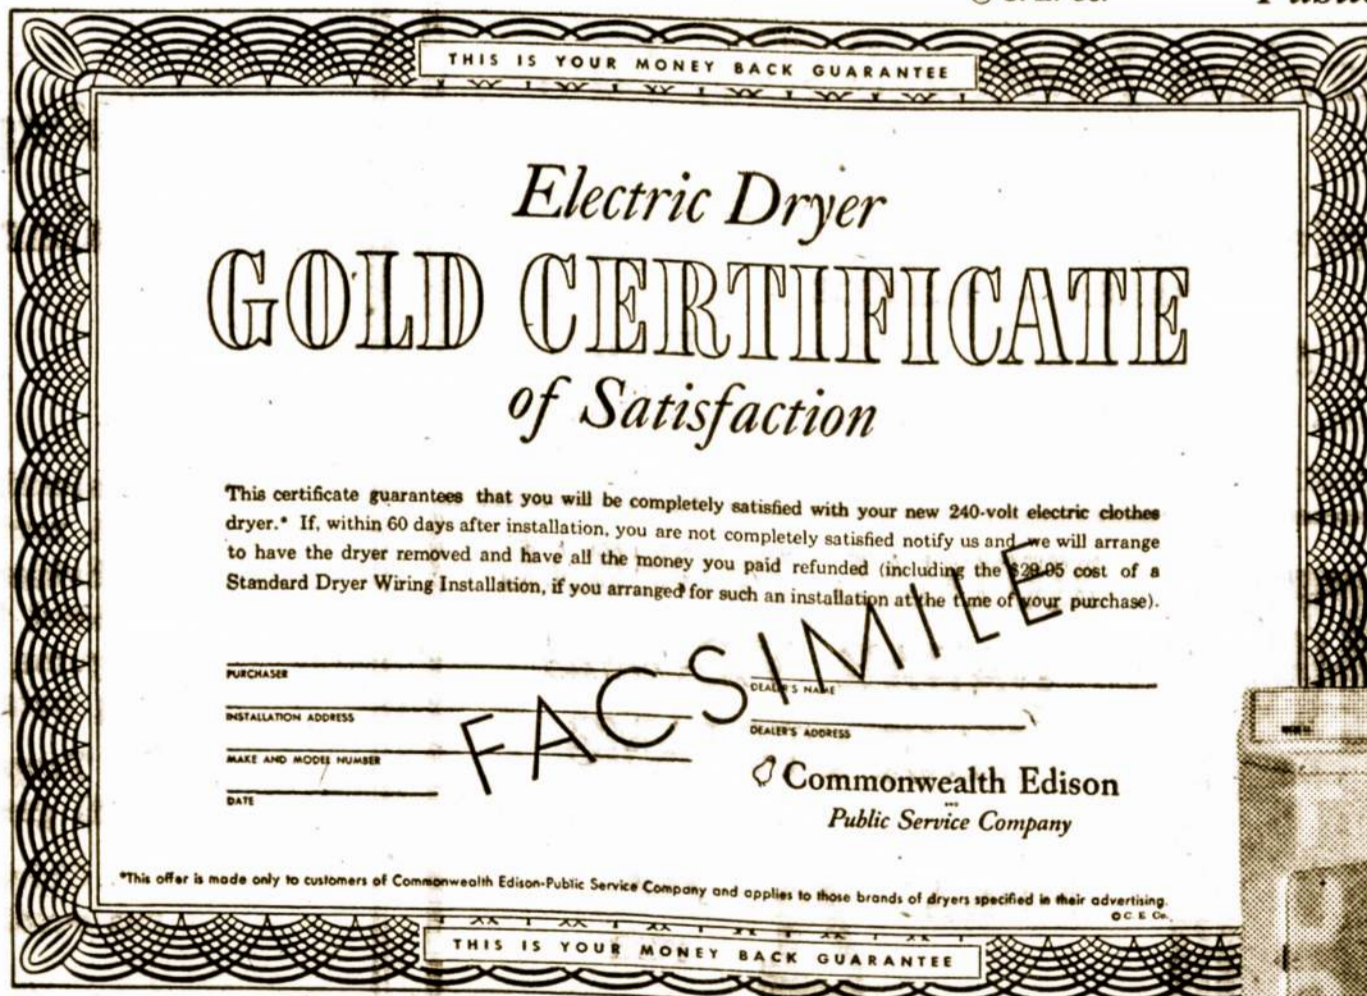 THIS IS YOUR MONEY BACK GUARANTEE
Electric Dryer
GOLD CERTIFICATE
of Satisfaction
This certificate guarantees that you will be completely satisfied with your new 240-volt electric clothes
dryer.* If, within 60 days after installation, you are not completely satisfied notify us and we will arrange
to have the dryer removed and have all the money you paid refunded (including the $29.95 cost of a
Standard Dryer Wiring Installation, if you arranged for such an installation at the time of your purchase).
FACSIMILE
PURCHASER
INSTALLATION ADDRESS
MAKE AND MODEL NUMBER
DATE
DEALER'S NAME
DEALER'S ADDRESS
Commonwealth Edison
AND
Public Service Company
*This offer is made only to customers of Commonwealth Edison-Public Service Company and applies to those brands of dryers specified in their advertising.
© C. E. Co.
THIS IS YOUR MONEY BACK GUARANTEE